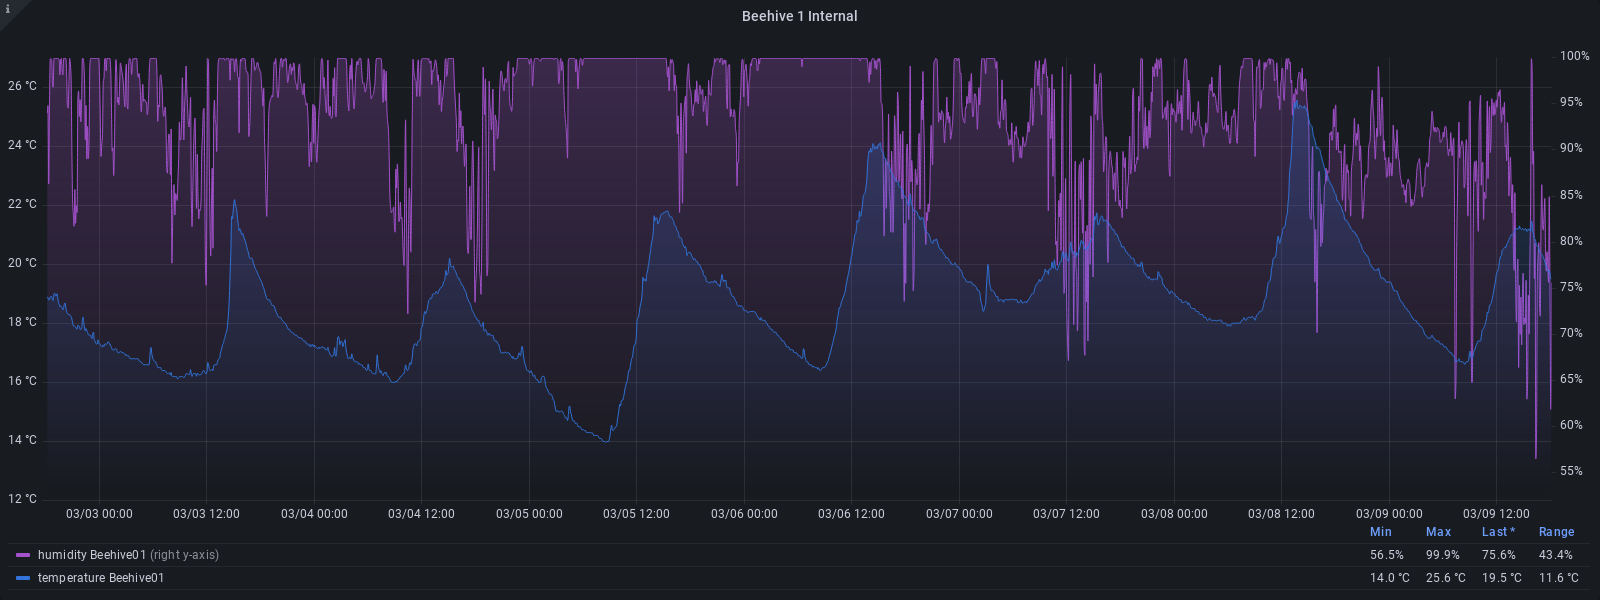 i
Beehive 1 Internal
26 °C
24 °C
22 °C
20 °C
18 °C
16 °C
14 °C
12 °C
100%
95%
90%
85%
80%
75%
70%
65%
60%
55%
03/03 00:00 03/03 12:00 03/04 00:00 03/04 12:00 03/05 00:00 03/05 12:00 03/06 00:00 03/06 12:00 03/07 00:00 03/07 12:00 03/08 00:00 03/08 12:00 03/09 00:00 03/09 12:00
Min Max Last * Range
humidity Beehive01 (right y-axis) 56.5% 99.9% 75.6% 43.4%
temperature Beehive01 14.0 °C 25.6 °C 19.5 °C 11.6 °C